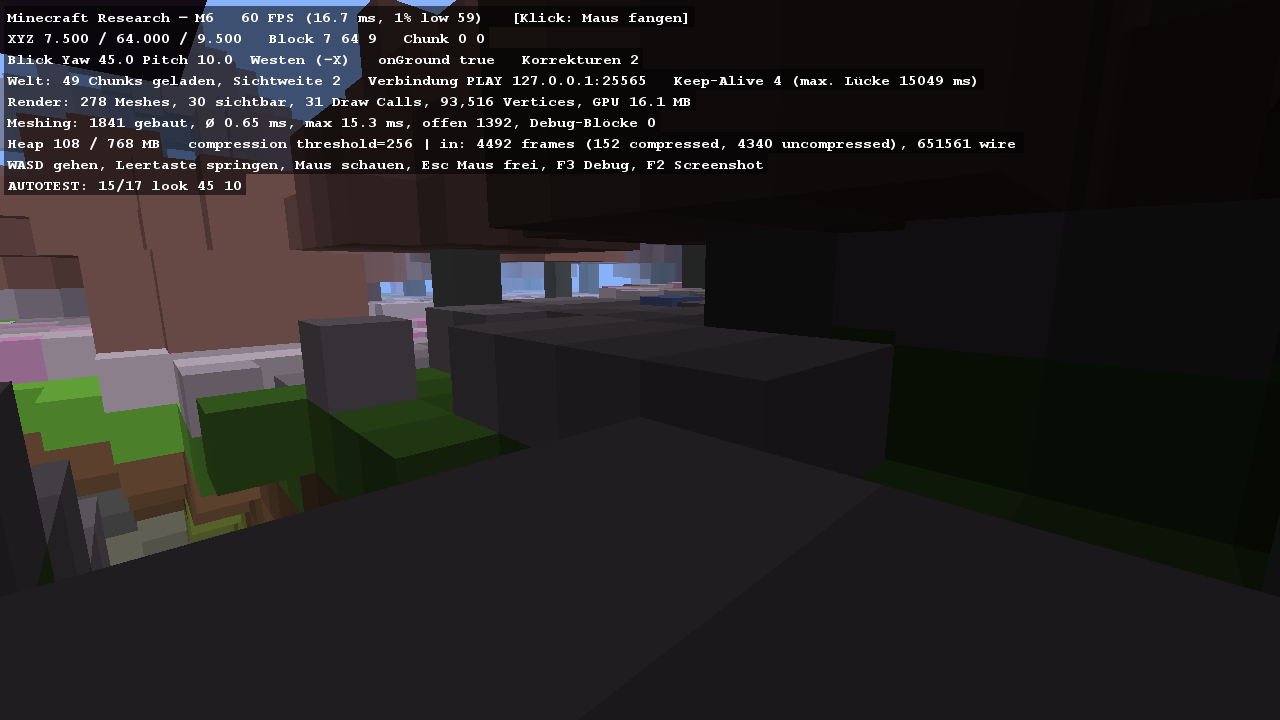 Minecraft Research — M6   60 FPS (16.7 ms, 1% low 59)   [Klick: Maus fangen]
XYZ 7.500 / 64.000 / 9.500   Block 7 64 9   Chunk 0 0
Blick Yaw 45.0 Pitch 10.0  Westen (−X)   onGround true   Korrekturen 2
Welt: 49 Chunks geladen, Sichtweite 2   Verbindung PLAY 127.0.0.1:25565   Keep-Alive 4 (max. Lücke 15049 ms)
Render: 278 Meshes, 30 sichtbar, 31 Draw Calls, 93,516 Vertices, GPU 16.1 MB
Meshing: 1841 gebaut, Ø 0.65 ms, max 15.3 ms, offen 1392, Debug-Blöcke 0
Heap 108 / 768 MB   compression threshold=256 | in: 4492 frames (152 compressed, 4340 uncompressed), 651561 wire
WASD gehen, Leertaste springen, Maus schauen, Esc Maus frei, F3 Debug, F2 Screenshot
AUTOTEST: 15/17 look 45 10